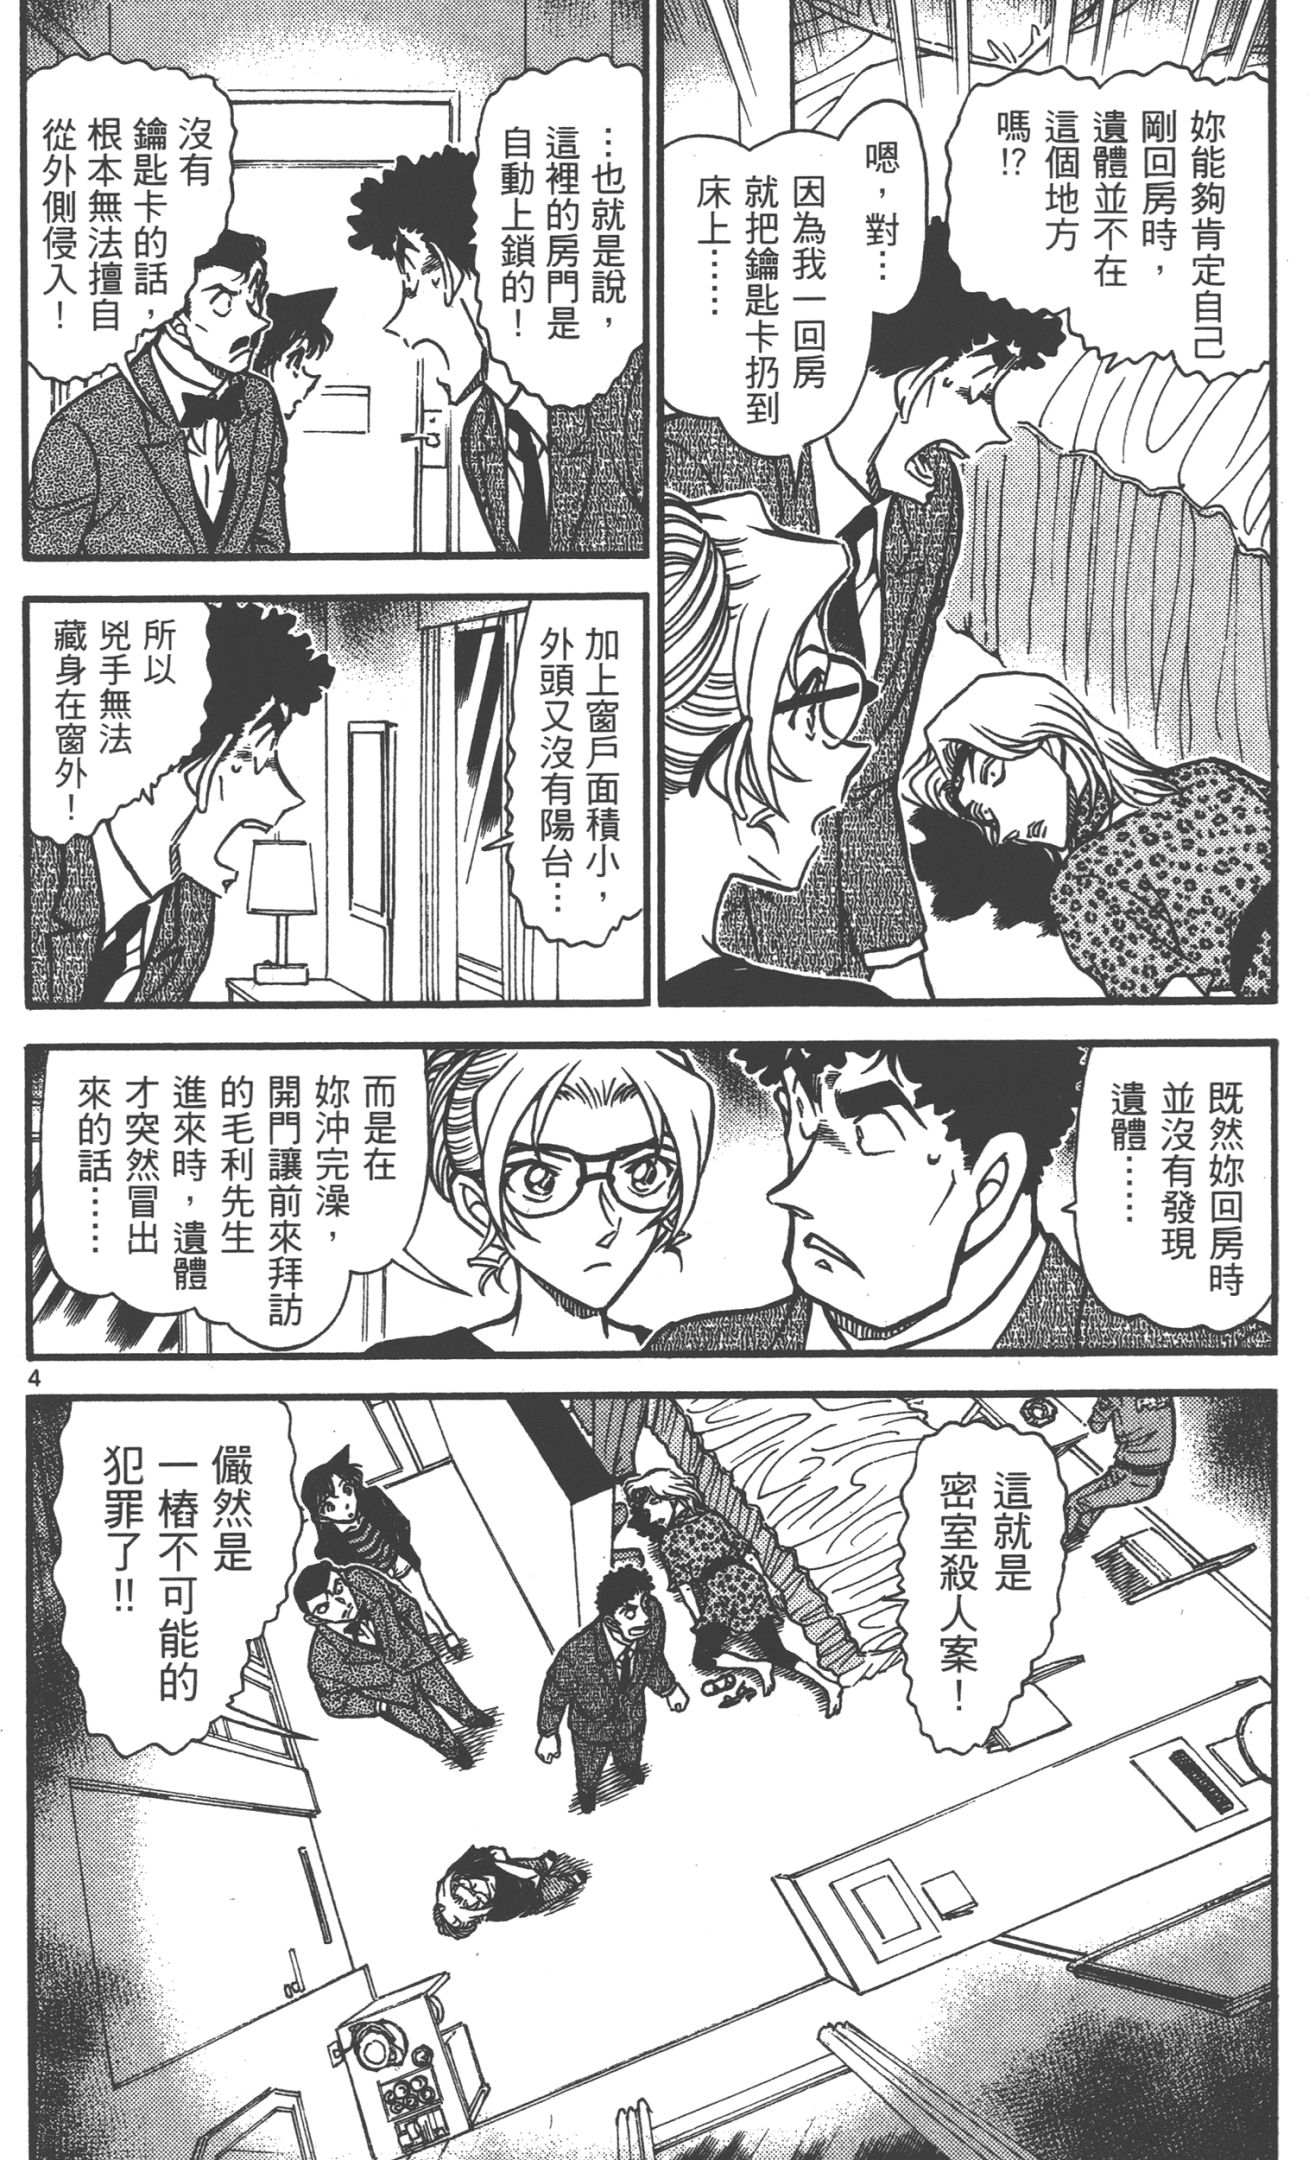 妳能夠肯定自己
剛回房時，
遺體並不在
這個地方
嗎!?
嗯，對…
因為我一回房
就把鑰匙卡扔到
床上……
…也就是說，
這裡的房門是
自動上鎖的！
沒有
鑰匙卡的話，
根本無法擅自
從外側侵入！
加上窗戶面積小，
外頭又沒有陽台…
所以
兇手無法
藏身在窗外！
既然妳回房時
並沒有發現
遺體……
而是在
妳沖完澡，
開門讓前來拜訪
的毛利先生
進來時，遺體
才突然冒出
來的話……
4
這就是
密室殺人案！
儼然是
一樁不可能的
犯罪了!!